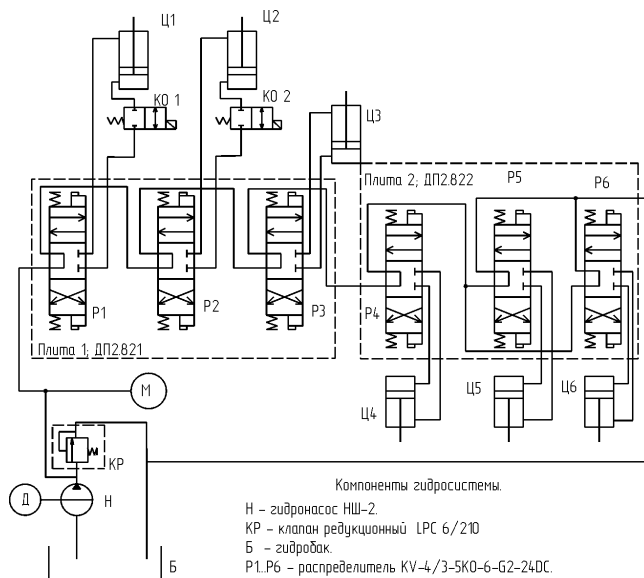 Ц1
Ц2
КО 1
КО 2
Ц3
Плита 2; ДП2.822
Р5
Р6
Р1
Р2
Р3
Р4
Плита 1; ДП2.821
М
Ц4
Ц5
Ц6
КР
Д
Н
Б
Компоненты гидросистемы.
Н – гидронасос НШ-2.
КР – клапан редукционный LPC 6/210
Б – гидробак.
Р1..Р6 – распределитель KV-4/3-5KO-6-G2-24DC.